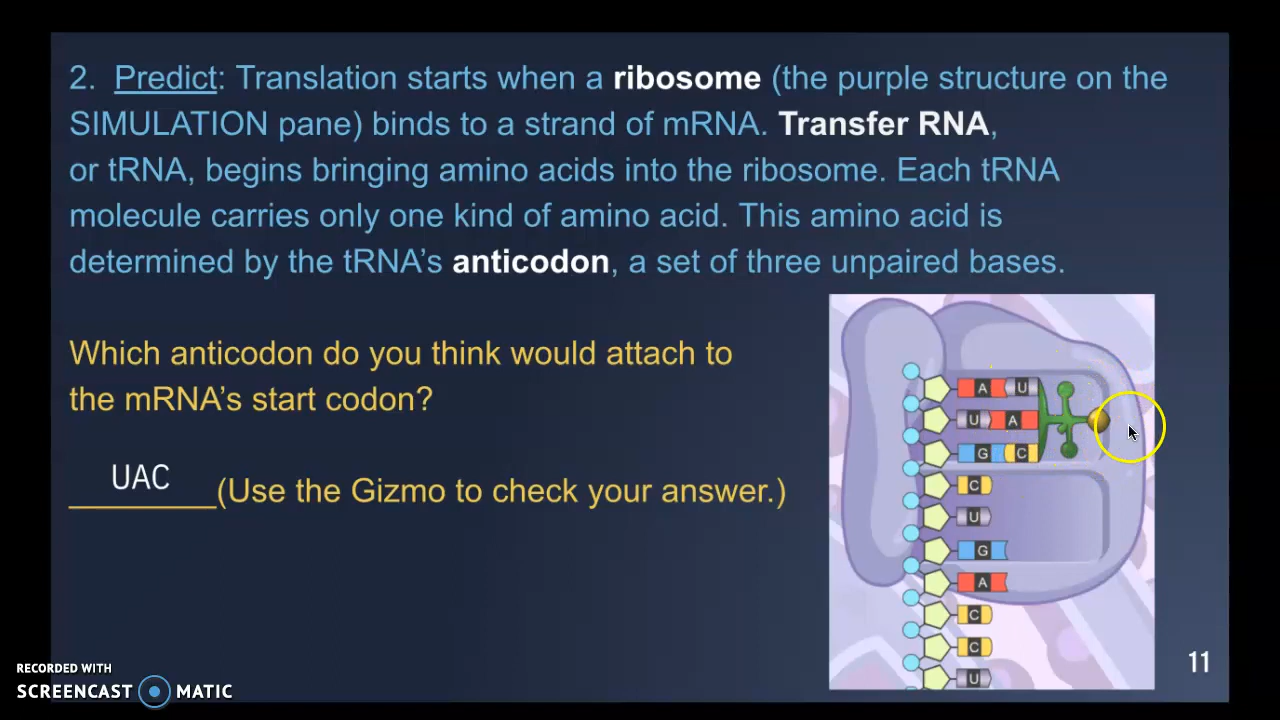 2. Predict: Translation starts when a ribosome (the purple structure on the
SIMULATION pane) binds to a strand of mRNA. Transfer RNA,
or tRNA, begins bringing amino acids into the ribosome. Each tRNA
molecule carries only one kind of amino acid. This amino acid is
determined by the tRNA’s anticodon, a set of three unpaired bases.
Which anticodon do you think would attach to
the mRNA’s start codon?
UAC
________(Use the Gizmo to check your answer.)
A U
U A
G C
C
U
G
A
C
C
U
11
RECORDED WITH
SCREENCAST MATIC